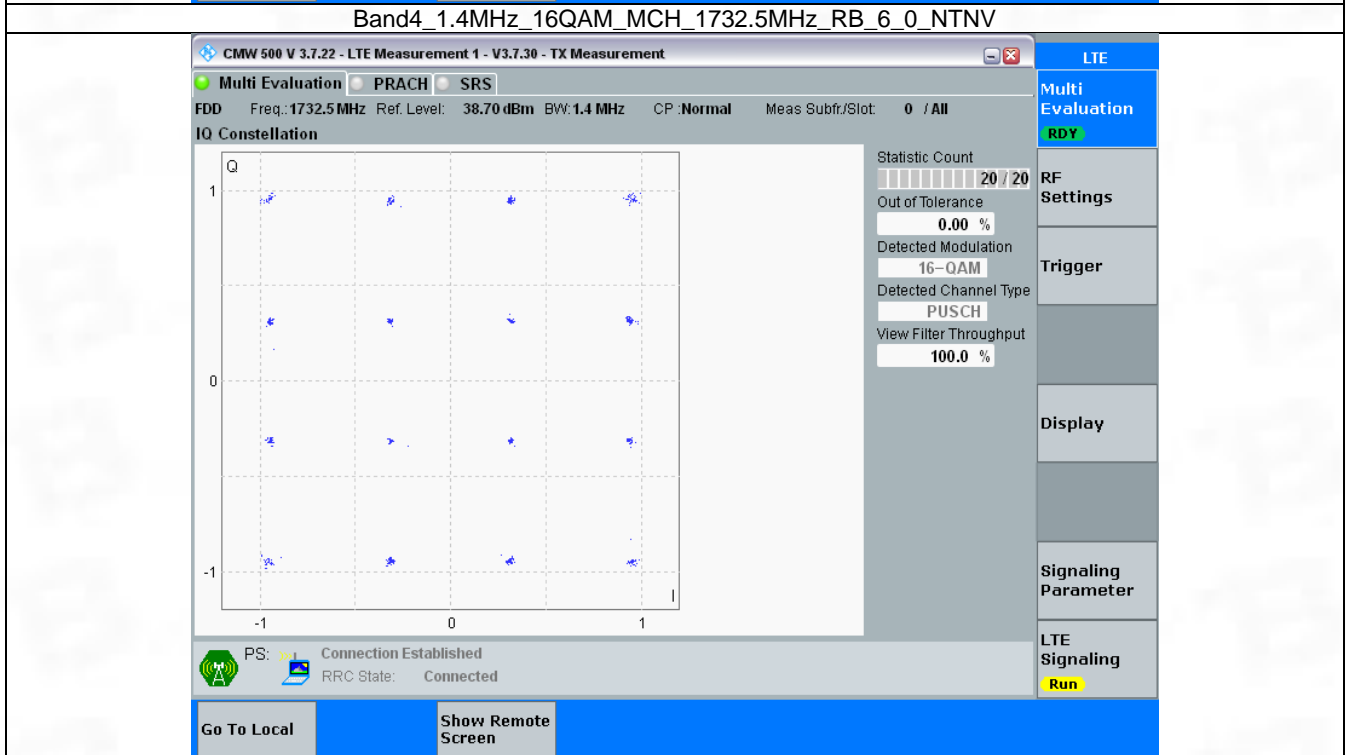 Band4_1.4MHz_16QAM_MCH_1732.5MHz_RB_6_0_NTNV
CMW 500 V 3.7.22 - LTE Measurement 1 - V3.7.30 - TX Measurement
LTE
Multi Evaluation PRACH SRS
FDD Freq.: 1732.5 MHz Ref. Level: 38.70 dBm BW: 1.4 MHz CP : Normal Meas Subfr./Slot: 0 / All
IQ Constellation
Q
1
0
-1
-1 0 1
I
Statistic Count
20 / 20
Out of Tolerance
0.00 %
Detected Modulation
16-QAM
Detected Channel Type
PUSCH
View Filter Throughput
100.0 %
Multi
Evaluation
RDY
RF
Settings
Trigger
Display
Signaling
Parameter
LTE
Signaling
Run
PS: Connection Established
RRC State: Connected
Go To Local
Show Remote
Screen